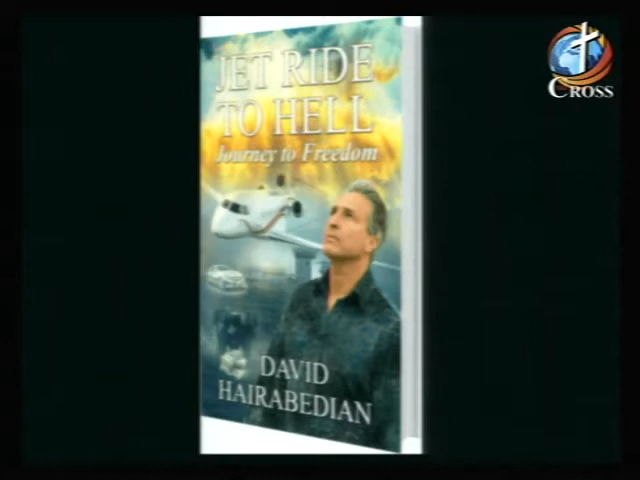 JET RIDE
TO HELL
Journey to Freedom
DAVID
HAIRABEDIAN
CROSS